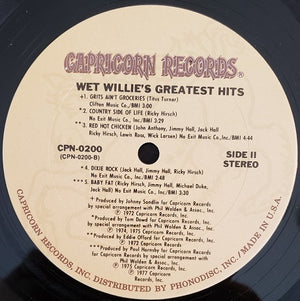 CAPRICORN RECORDS®
WET WILLIE'S GREATEST HITS
+1. GRITS AIN'T GROCERIES (Titus Turner)
Clifton Music Co./BMI 3:00
*2. COUNTRY SIDE OF LIFE (Ricky Hirsch)
No Exit Music Co., Inc./BMI 3:29
**3. RED HOT CHICKEN (John Anthony, Jimmy Hall, Jack Hall
Ricky Hirsch, Lewis Ross, Wick Larsen) No Exit Music Co., Inc./BMI 4:44
CPN-0200
(CPN-0200-B)
SIDE II
STEREO
4. DIXIE ROCK (Jimmy Hall, Ricky Hirsch)
No Exit Music Co., Inc./BMI 3:30
***5. BABY FAT (Ricky Hirsch, Jimmy Hall, Michael Duke,
Jack Hall) No Exit Music Co., Inc./BMI 2:48
+ Produced by Johnny Sandlin for Capricorn Records, Inc.
by special arrangement with Phil Walden & Assoc., Inc.
℗ 1972 Capricorn Records, Inc.
* Produced by Tom Dowd for Capricorn Records, Inc. by
special arrangement with Phil Walden & Assoc., Inc.
℗ 1974, 1975 Capricorn Records, Inc.
*** Produced by Eddie Offord for Capricorn Records, Inc.
℗ 1973 Capricorn Records, Inc.
Produced by Paul Hornsby for Capricorn Records, Inc.
by special arrangement with Phil Walden & Assoc., Inc.
℗ 1975 Capricorn Records, Inc.
℗ 1977 Capricorn Records, Inc.
CAPRICORN RECORDS, INC. DISTRIBUTED BY PHONODISC, INC./MADE IN U.S.A.